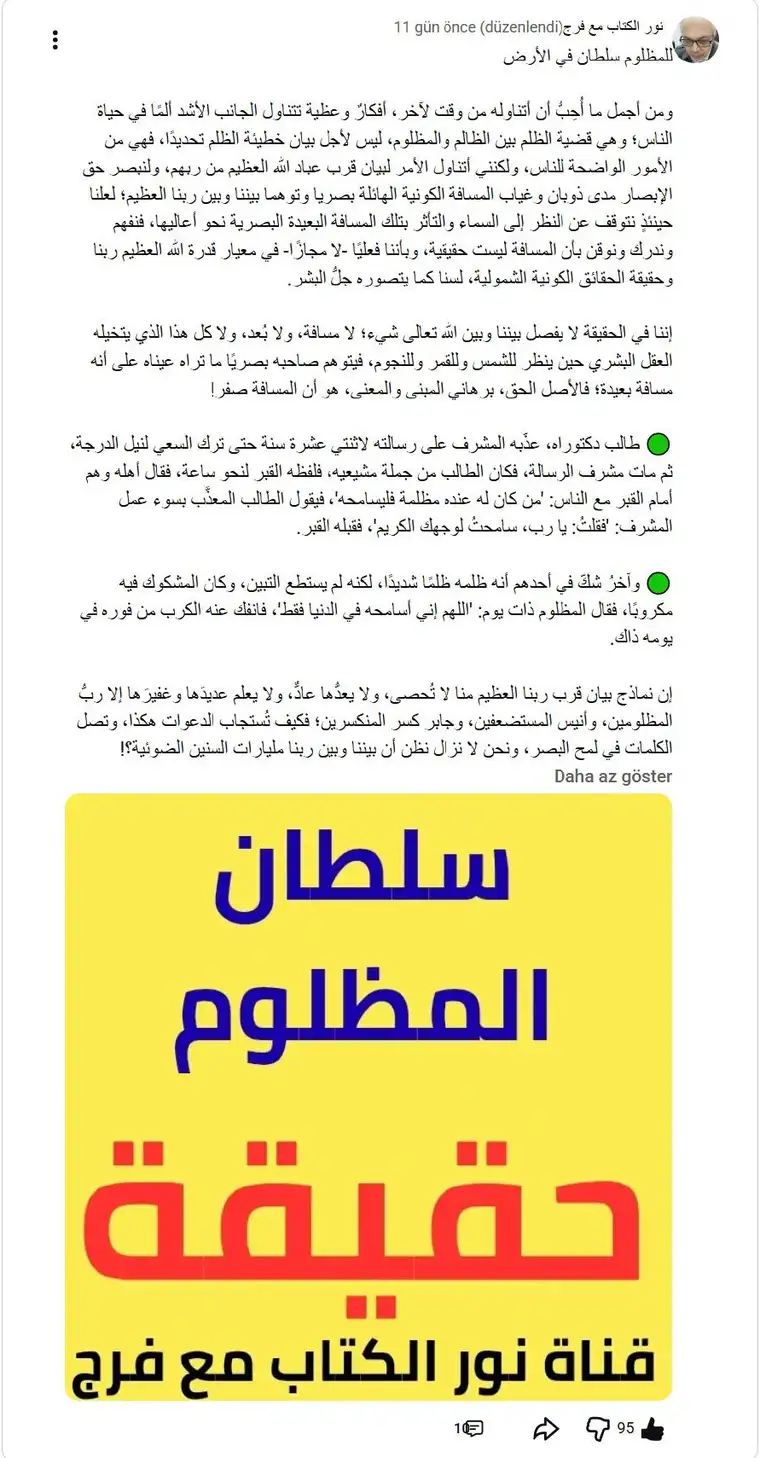 نور الكتاب مع فرج 11 gün önce (düzenlendi)
للمظلوم سلطان في الأرض
ومن أجمل ما أُحِبُّ أن أتناوله من وقت لآخر، أفكارٌ وعظية تتناول الجانب الأشد ألمًا في حياة
الناس؛ وهي قضية الظلم بين الظالم والمظلوم، ليس لأجل بيان خطيئة الظلم تحديدًا، فهي من
الأمور الواضحة للناس، ولكنني أتناول الأمر لبيان قرب عباد الله العظيم من ربهم، ولنبصر حق
الإبصار مدى ذوبان وغياب المسافة الكونية الهائلة بصريا وتوهما بيننا وبين ربنا العظيم؛ لعلنا
حينئذٍ نتوقف عن النظر إلى السماء والتأثر بتلك المسافة البعيدة البصرية نحو أعاليها، فنفهم
وندرك ونوقن بأن المسافة ليست حقيقية، وبأننا فعليًا -لا مجازًا- في معيار قدرة الله العظيم ربنا
وحقيقة الحقائق الكونية الشمولية، لسنا كما يتصوره جلُّ البشر.
إننا في الحقيقة لا يفصل بيننا وبين الله تعالى شيء؛ لا مسافة، ولا بُعد، ولا كل هذا الذي يتخيله
العقل البشري حين ينظر للشمس وللقمر وللنجوم، فيتوهم صاحبه بصريًا ما تراه عيناه على أنه
مسافة بعيدة؛ فالأصل الحق، برهاني المبنى والمعنى، هو أن المسافة صفر!
🟢 طالب دكتوراه، عذَّبه المشرف على رسالته لاثنتي عشرة سنة حتى ترك السعي لنيل الدرجة،
ثم مات مشرف الرسالة، فكان الطالب من جملة مشيعيه، فلفظه القبر لنحو ساعة، فقال أهله وهم
أمام القبر مع الناس: 'من كان له عنده مظلمة فليسامحه'، فيقول الطالب المعذَّب بسوء عمل
المشرف: 'فقلتُ: يا رب، سامحتُ لوجهك الكريم'، فقبله القبر.
🟢 وآخرُ شكَّ في أحدهم أنه ظلمه ظلمًا شديدًا، لكنه لم يستطع التبين، وكان المشكوك فيه
مكروبًا، فقال المظلوم ذات يوم: 'اللهم إني أسامحه في الدنيا فقط'، فانفك عنه الكرب من فوره في
يومه ذاك.
إن نماذج بيان قرب ربنا العظيم منا لا تُحصى، ولا يعدُّها عادٌّ، ولا يعلم عديدَها وغفيرَها إلا ربُّ
المظلومين، وأنيس المستضعفين، وجابر كسر المنكسرين؛ فكيف تُستجاب الدعوات هكذا، وتصل
الكلمات في لمح البصر، ونحن لا نزال نظن أن بيننا وبين ربنا مليارات السنين الضوئية؟!
Daha az göster
سلطان
المظلوم
حقيقة
قناة نور الكتاب مع فرج
95 10